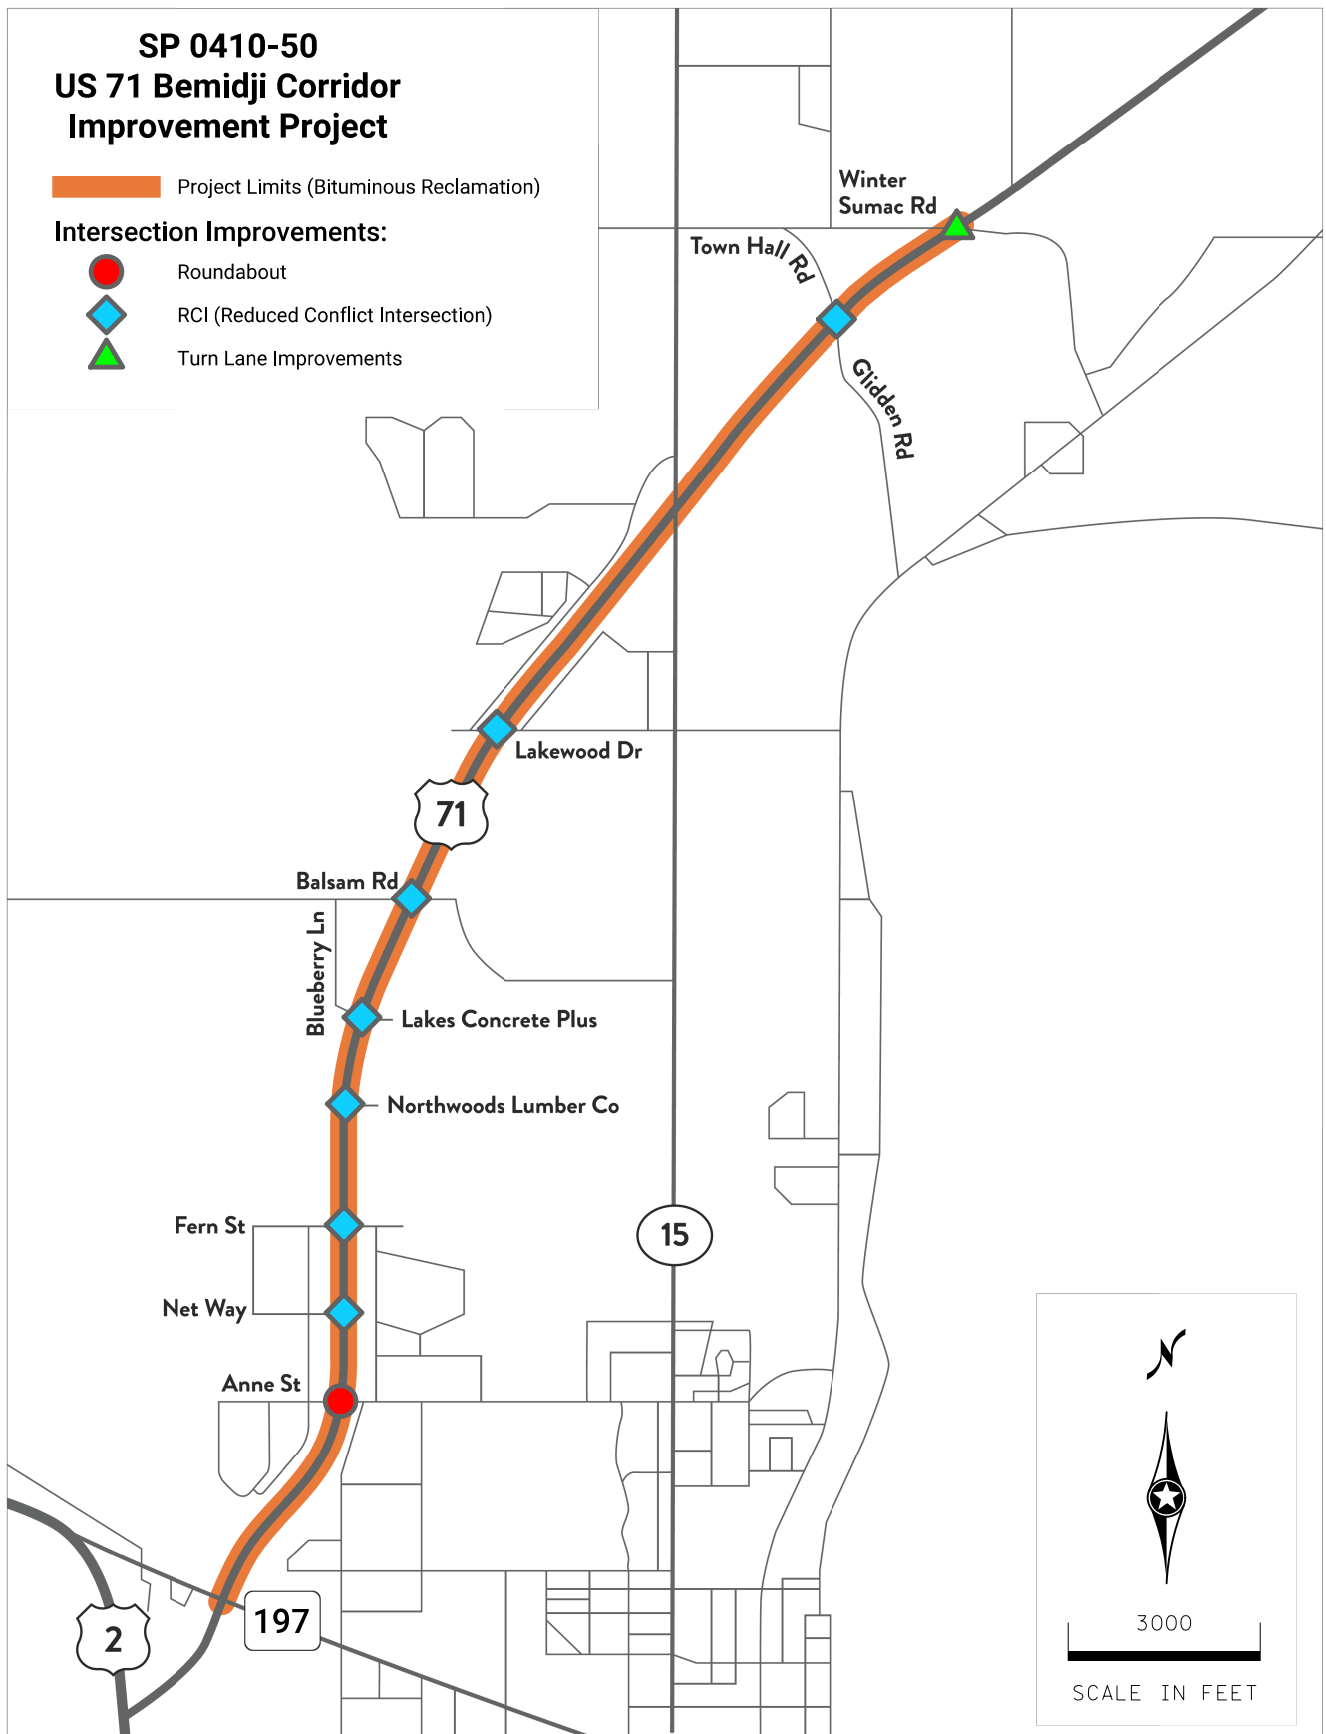 SP 0410-50
US 71 Bemidji Corridor
Improvement Project
Project Limits (Bituminous Reclamation)
Intersection Improvements:
Roundabout
RCI (Reduced Conflict Intersection)
Turn Lane Improvements
Winter
Sumac Rd
Town Hall Rd
Glidden Rd
Lakewood Dr
71
Balsam Rd
Blueberry Ln
Lakes Concrete Plus
Northwoods Lumber Co
Fern St
15
Net Way
Anne St
197
2
N
3000
SCALE IN FEET